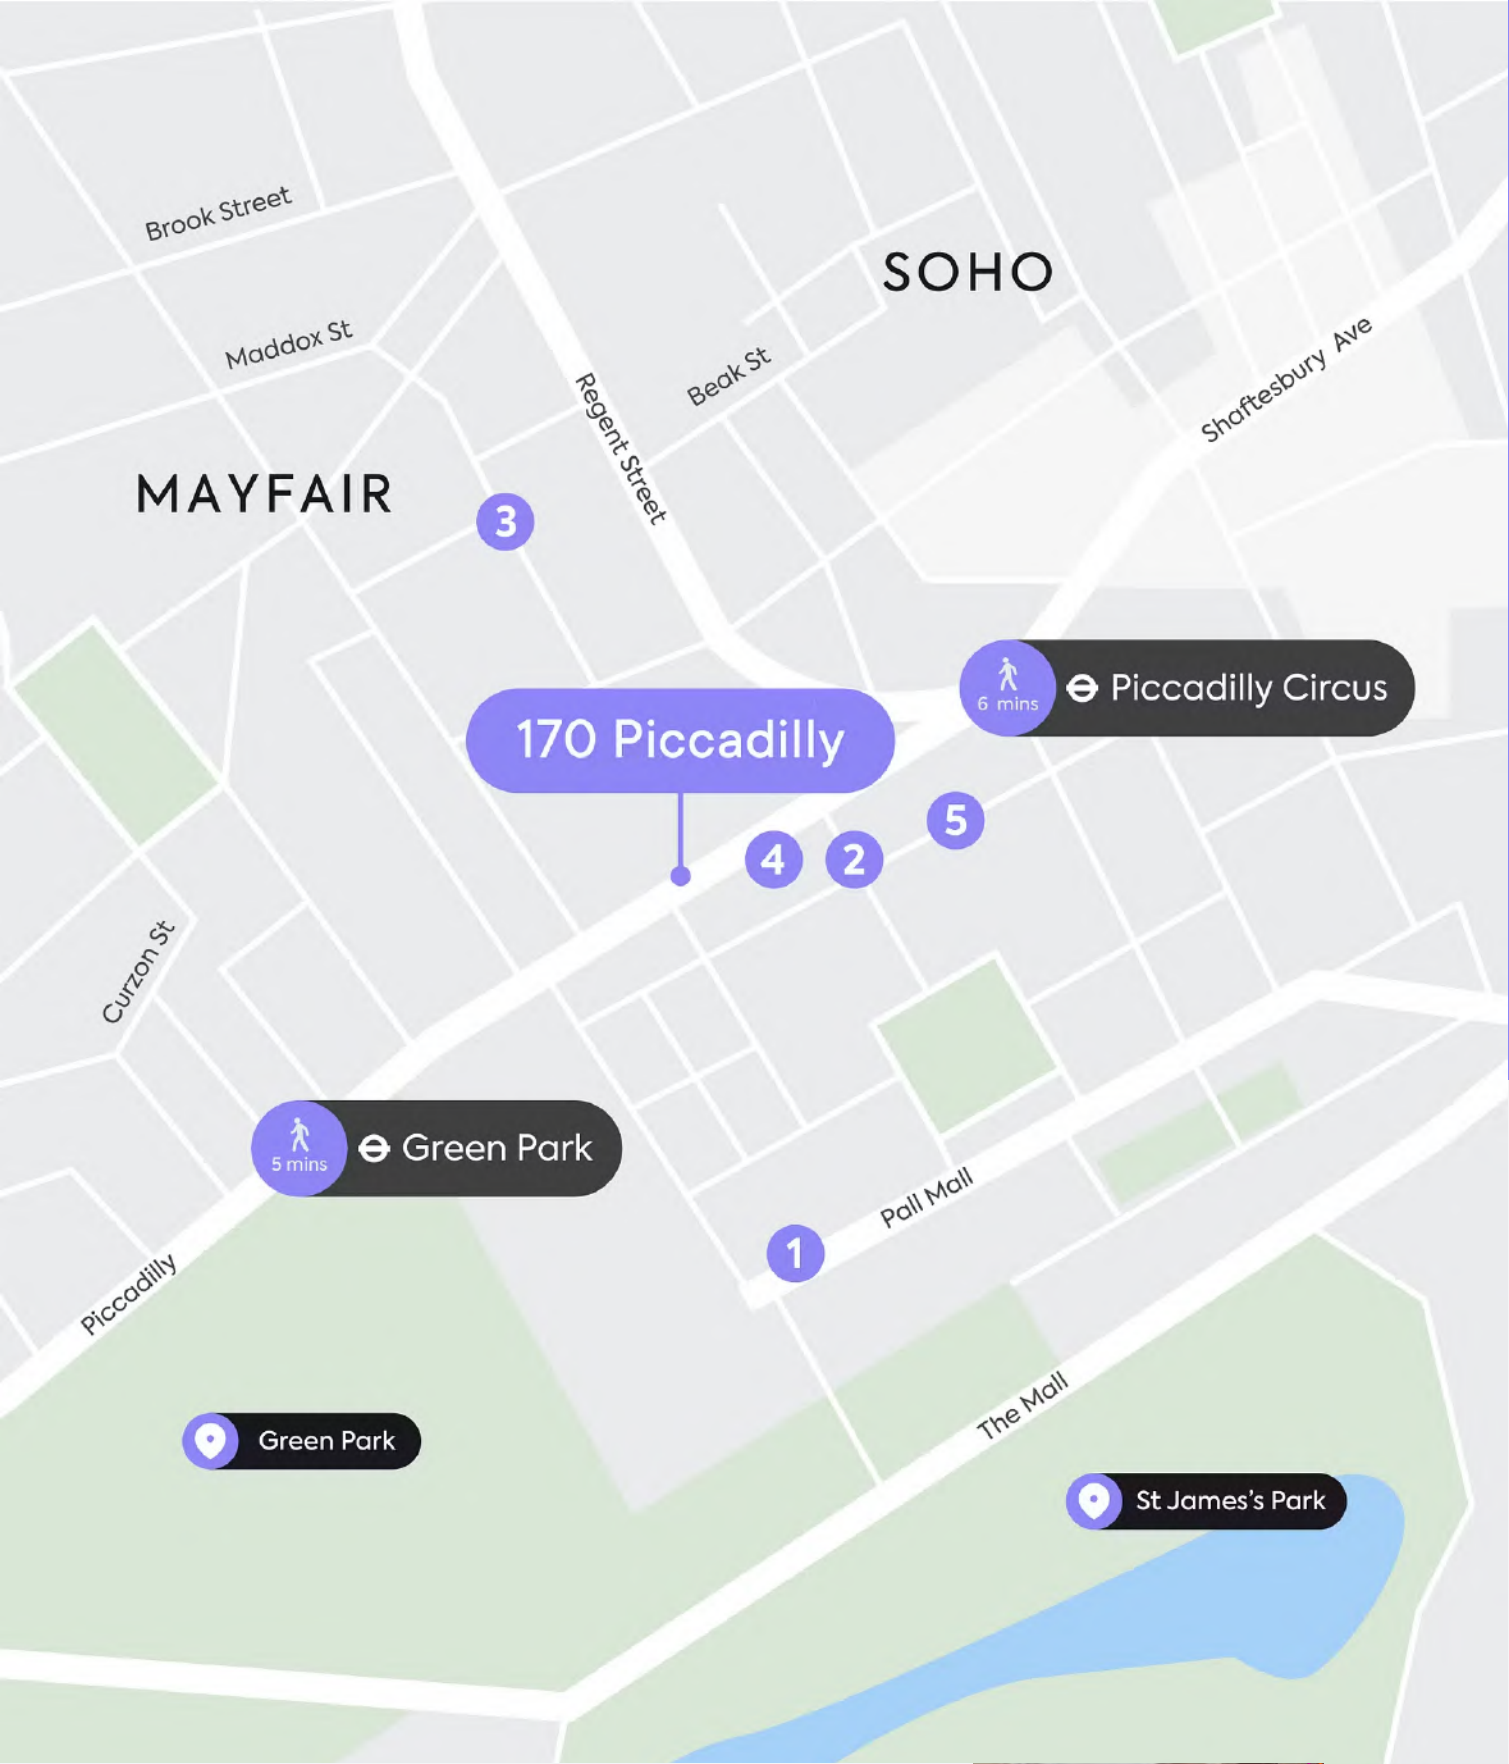 Brook Street
SOHO
Maddox St
Beak St
Shaftesbury Ave
Regent Street
MAYFAIR
3
6 mins
Piccadilly Circus
170 Piccadilly
5
4
2
Curzon St
5 mins
Green Park
Pall Mall
1
Piccadilly
The Mall
Green Park
St James's Park